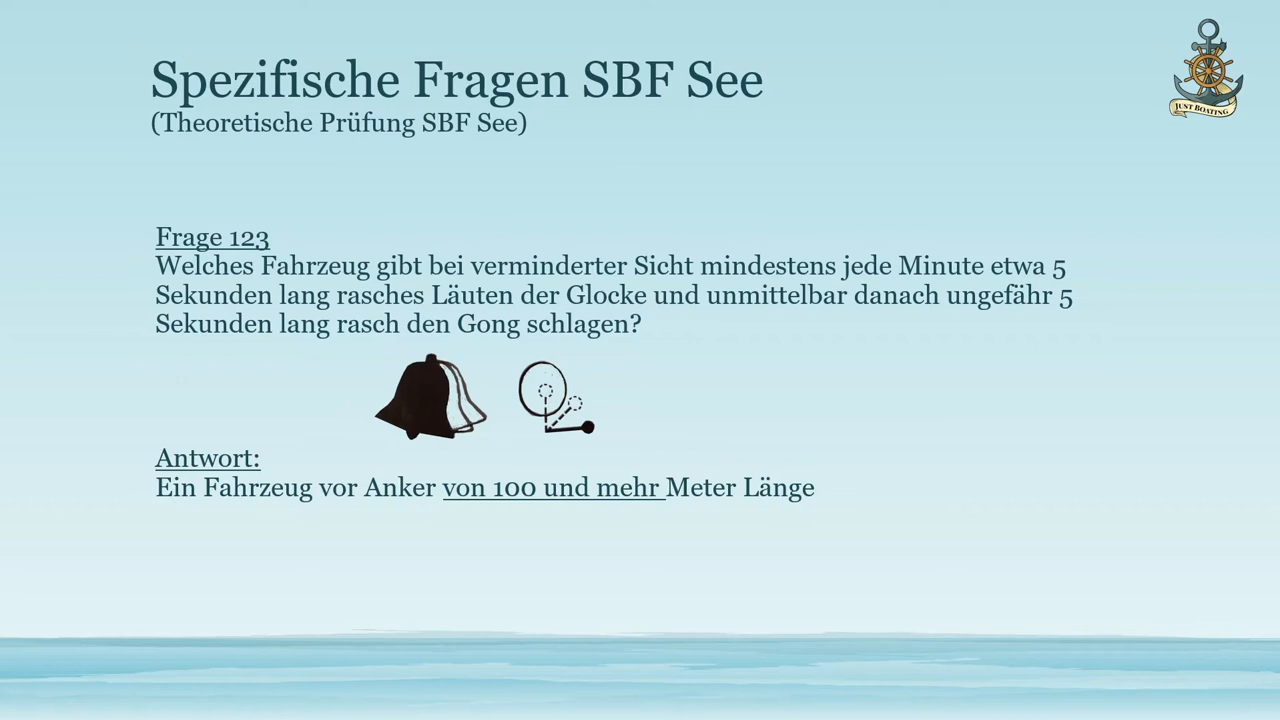 Spezifische Fragen SBF See
(Theoretische Prüfung SBF See)
JUST BOATING
Frage 123
Welches Fahrzeug gibt bei verminderter Sicht mindestens jede Minute etwa 5
Sekunden lang rasches Läuten der Glocke und unmittelbar danach ungefähr 5
Sekunden lang rasch den Gong schlagen?
Antwort:
Ein Fahrzeug vor Anker von 100 und mehr Meter Länge